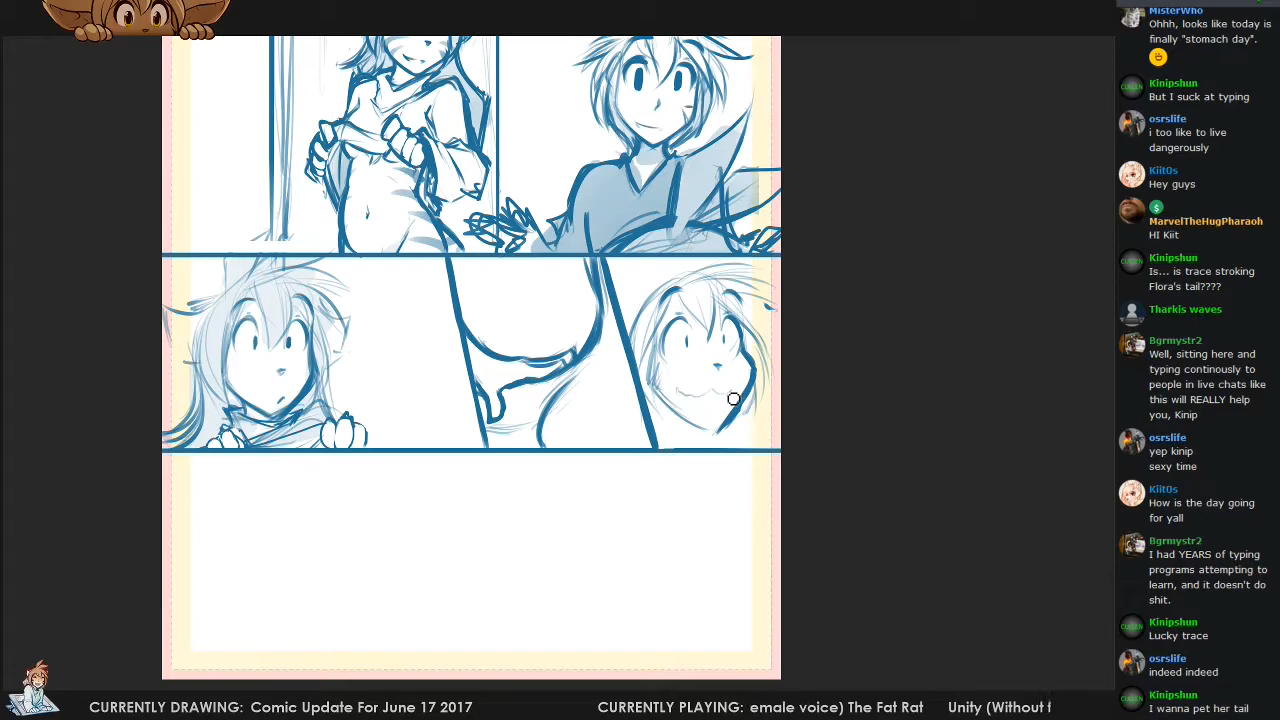 MisterWho
Ohhh, looks like today is
finally "stomach day".
Kinipshun
But I suck at typing
osrslife
i too like to live
dangerously
Kiit0s
Hey guys
MarvelTheHugPharaoh
HI Kiit
Kinipshun
Is... is trace stroking
Flora's tail????
Tharkis waves
Bgrmystr2
Well, sitting here and
typing continously to
people in live chats like
this will REALLY help
you, Kinip
osrslife
yep kinip
sexy time
Kiit0s
How is the day going
for yall
Bgrmystr2
I had YEARS of typing
programs attempting to
learn, and it doesn't do
shit.
Kinipshun
Lucky trace
osrslife
indeed indeed
Kinipshun
I wanna pet her tail
CURRENTLY DRAWING: Comic Update For June 17 2017
CURRENTLY PLAYING: emale voice) The Fat Rat Unity (Without f